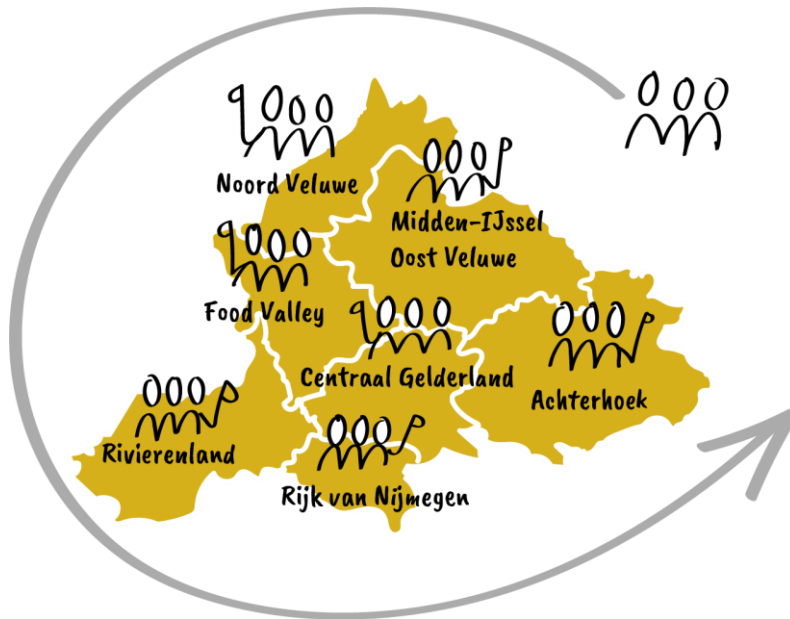 Noord Veluwe
Midden-IJssel
Oost Veluwe
Food Valley
Centraal Gelderland
Achterhoek
Rivierenland
Rijk van Nijmegen